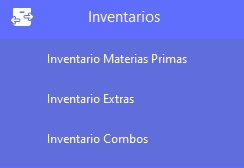 Inventarios
Inventario Materias Primas
Inventario Extras
Inventario Combos